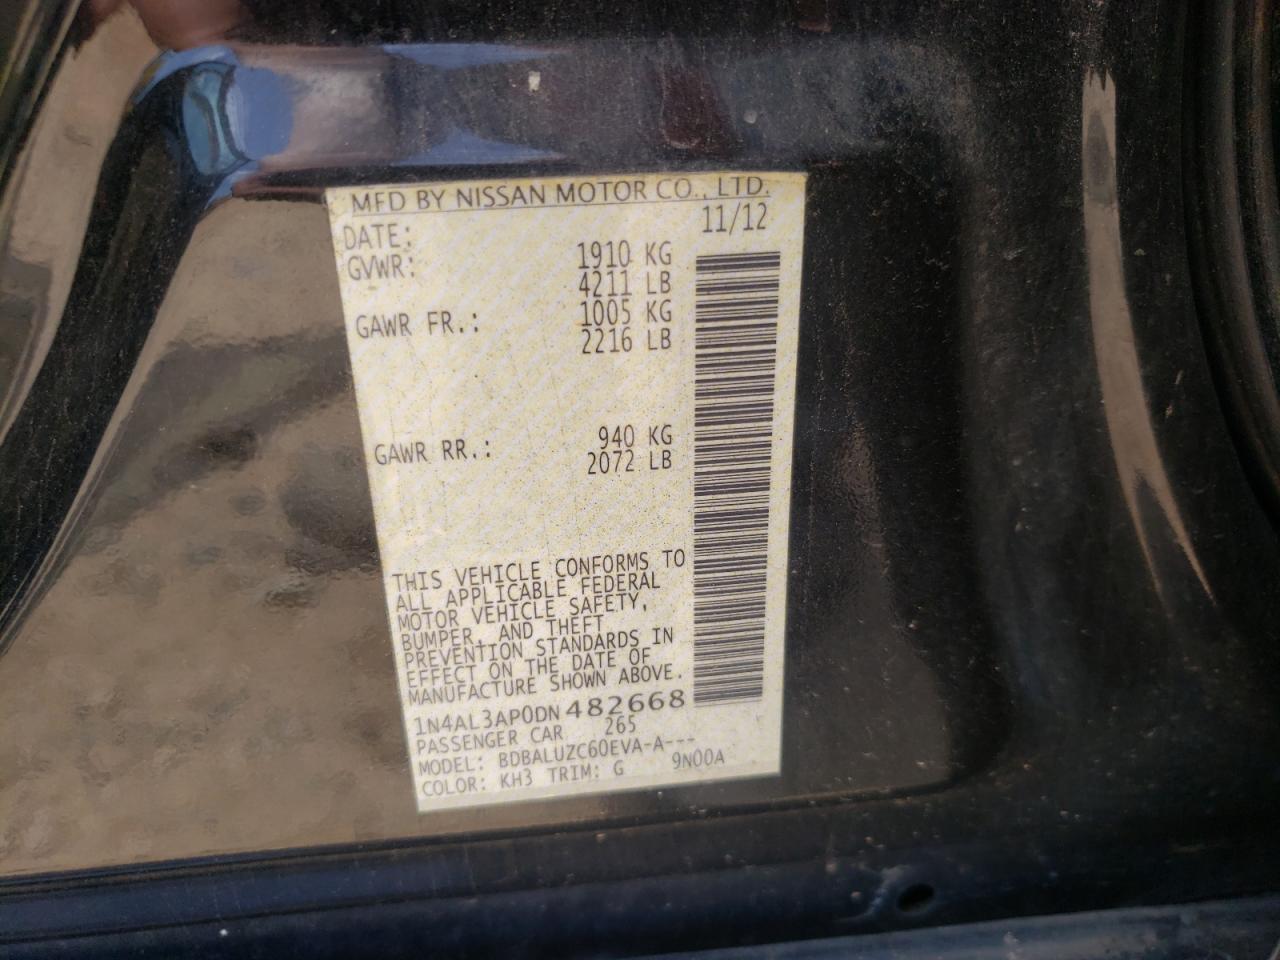 MFD BY NISSAN MOTOR CO., LTD.
DATE: 11/12
GVWR: 1910 KG
4211 LB
GAWR FR.: 1005 KG
2216 LB
GAWR RR.: 940 KG
2072 LB
THIS VEHICLE CONFORMS TO
ALL APPLICABLE FEDERAL
MOTOR VEHICLE SAFETY,
BUMPER, AND THEFT
PREVENTION STANDARDS IN
EFFECT ON THE DATE OF
MANUFACTURE SHOWN ABOVE.
1N4AL3AP0DN482668
PASSENGER CAR 265
MODEL: BDBALUZC60EVA-A---
COLOR: KH3 TRIM: G 9N00A